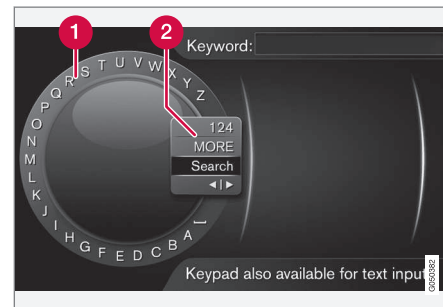 1
2
Keyword:
A B C D E F G H I J K L M N O P Q R S T U V W X Y Z
124
MORE
Search
◄|►
Keypad also available for text input
G050382